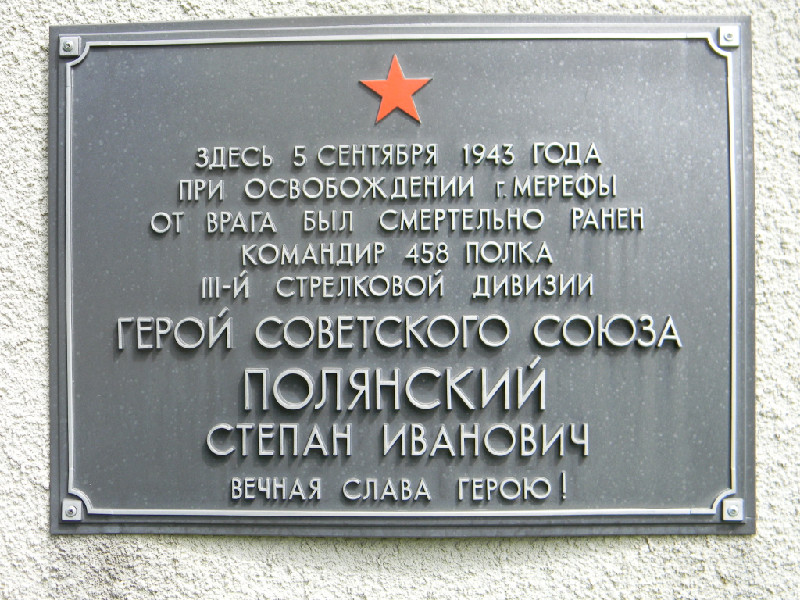 ЗДЕСЬ 5 СЕНТЯБРЯ 1943 ГОДА
ПРИ ОСВОБОЖДЕНИИ г. МЕРЕФЫ
ОТ ВРАГА БЫЛ СМЕРТЕЛЬНО РАНЕН
КОМАНДИР 458 ПОЛКА
III-Й СТРЕЛКОВОЙ ДИВИЗИИ
ГЕРОЙ СОВЕТСКОГО СОЮЗА
ПОЛЯНСКИЙ
СТЕПАН ИВАНОВИЧ
ВЕЧНАЯ СЛАВА ГЕРОЮ!